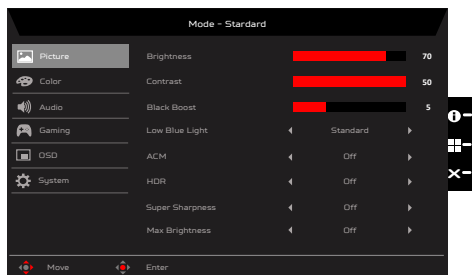 Mode - Stardard
Picture
Brightness 70
Color
Contrast 50
Audio
Black Boost 5
Gaming
Low Blue Light Standard
OSD
ACM Off
System
HDR Off
Super Sharpness Off
Max Brightness Off
Move Enter